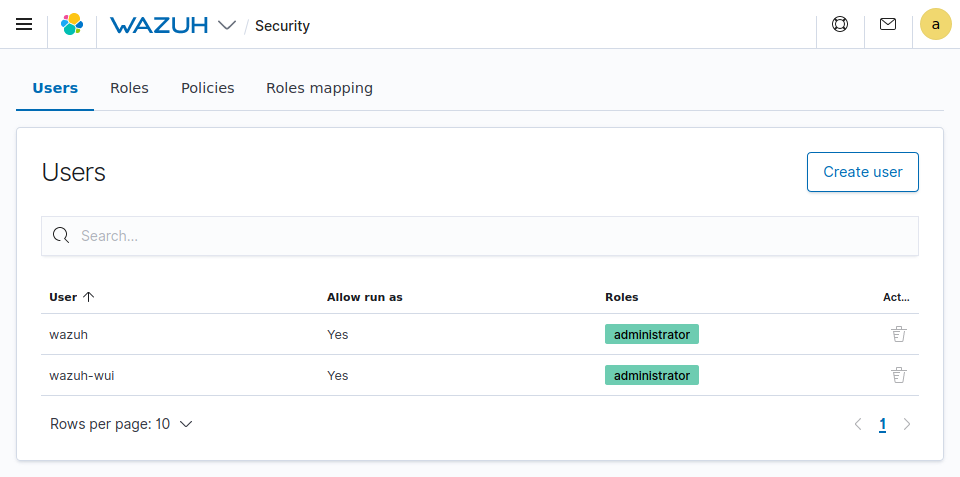 WAZUH / Security a
Users Roles Policies Roles mapping
Users
Create user
Search...
User Allow run as Roles Act...
wazuh Yes administrator
wazuh-wui Yes administrator
Rows per page: 10 1